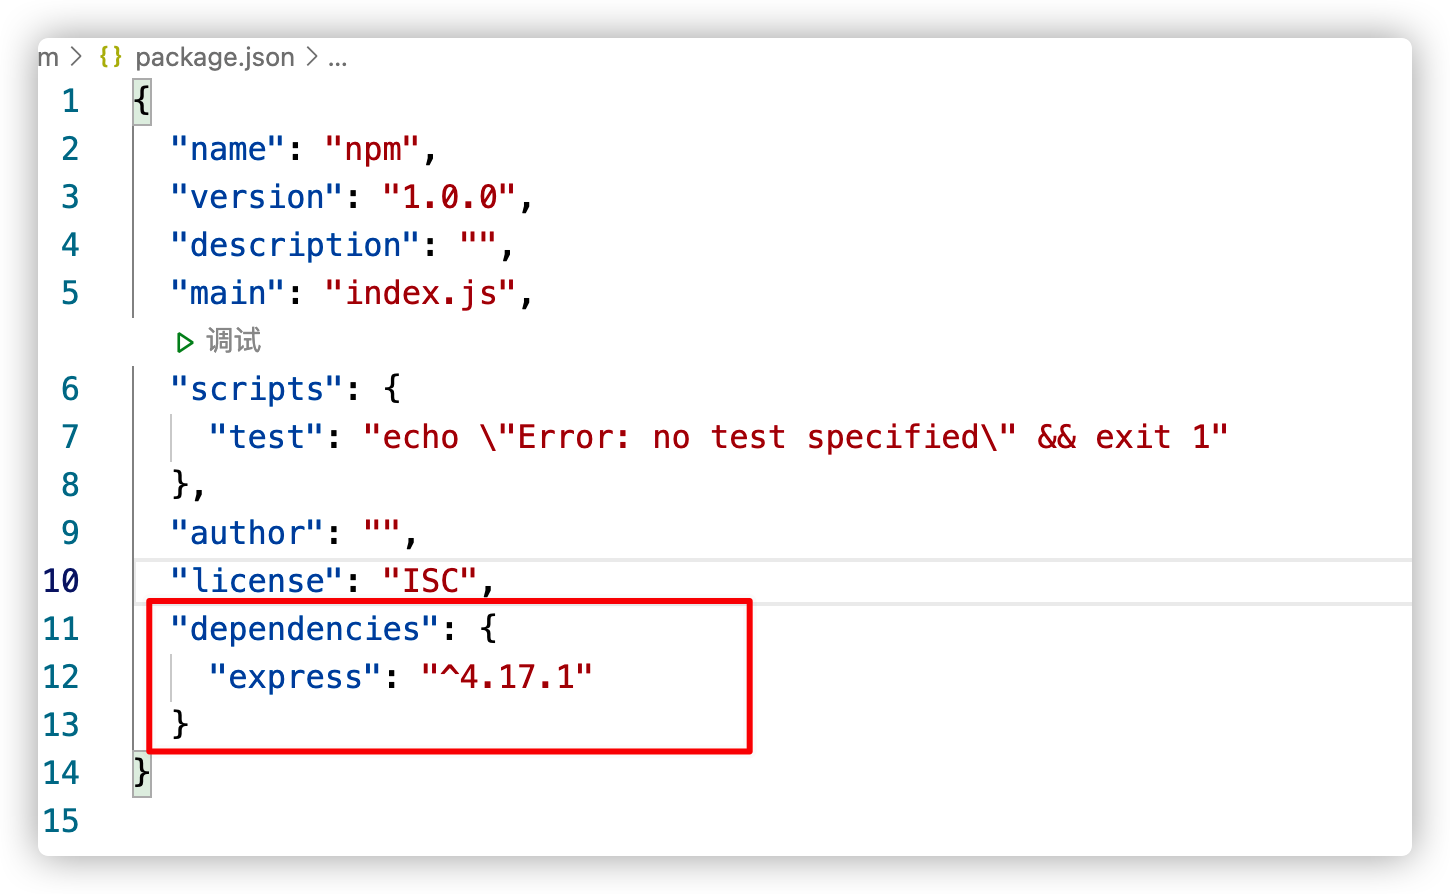 m > {} package.json > ...
1 {
2 "name": "npm",
3 "version": "1.0.0",
4 "description": "",
5 "main": "index.js",
调试
6 "scripts": {
7 "test": "echo \"Error: no test specified\" && exit 1"
8 },
9 "author": "",
10 "license": "ISC",
11 "dependencies": {
12 "express": "^4.17.1"
13 }
14 }
15